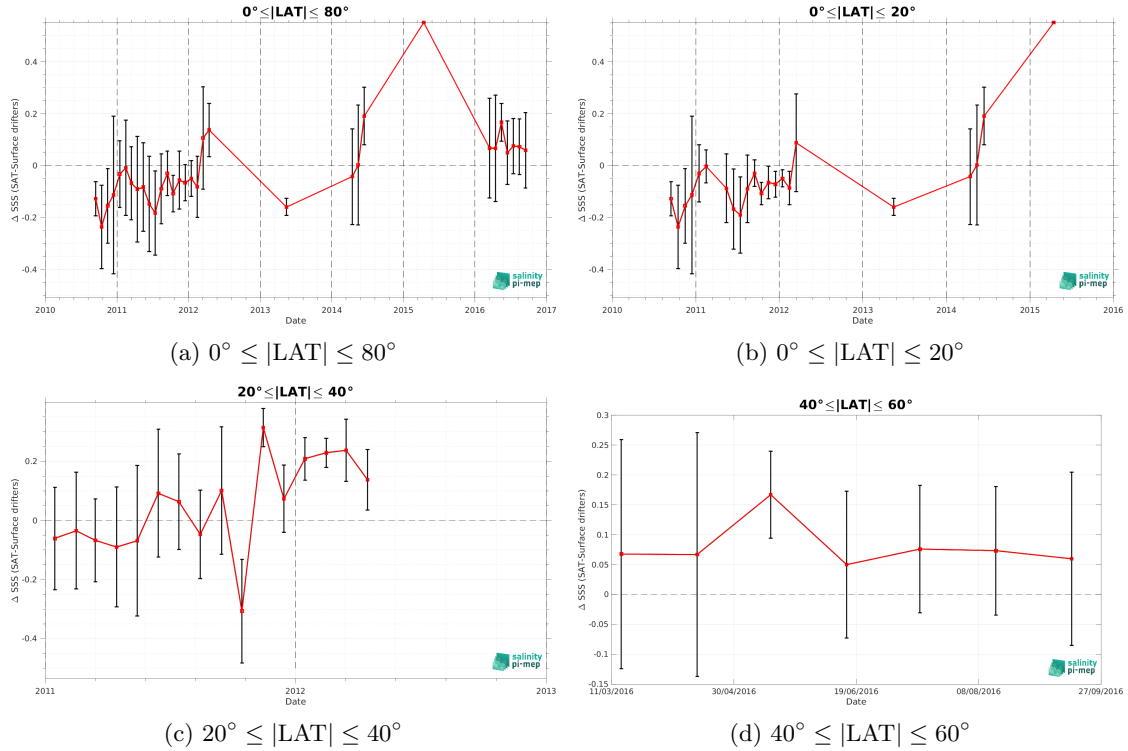 0°≤|LAT|≤ 80°
Δ SSS (SAT-Surface drifters)
0.4
0.2
0
-0.2
-0.4
2010 2011 2012 2013 2014 2015 2016 2017
Date
salinity
pi-mep
(a) 0° ≤ |LAT| ≤ 80°
0°≤|LAT|≤ 20°
Δ SSS (SAT-Surface drifters)
0.4
0.2
0
-0.2
-0.4
2010 2011 2012 2013 2014 2015 2016
Date
salinity
pi-mep
(b) 0° ≤ |LAT| ≤ 20°
20°≤|LAT|≤ 40°
Δ SSS (SAT-Surface drifters)
0.2
0
-0.2
-0.4
2011 2012 2013
Date
salinity
pi-mep
(c) 20° ≤ |LAT| ≤ 40°
40°≤|LAT|≤ 60°
Δ SSS (SAT-Surface drifters)
0.3
0.25
0.2
0.15
0.1
0.05
0
-0.05
-0.1
-0.15
11/03/2016 30/04/2016 19/06/2016 08/08/2016 27/09/2016
Date
salinity
pi-mep
(d) 40° ≤ |LAT| ≤ 60°